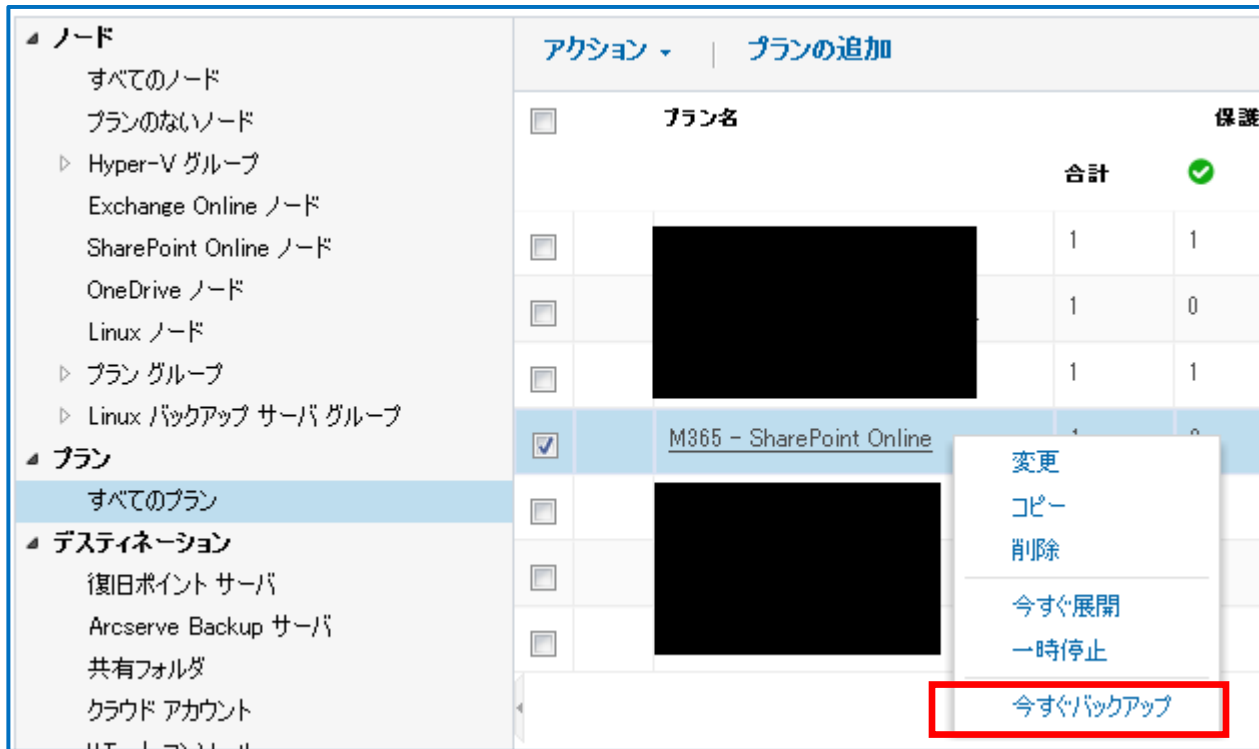 ノード
すべてのノード
プランのないノード
Hyper-V グループ
Exchange Online ノード
SharePoint Online ノード
OneDrive ノード
Linux ノード
プラン グループ
Linux バックアップ サーバ グループ
プラン
すべてのプラン
デスティネーション
復旧ポイント サーバ
Arcserve Backup サーバ
共有フォルダ
クラウド アカウント
アクション | プランの追加
プラン名 保護
合計
1 1
1 0
1 1
M365 - SharePoint Online
変更
コピー
削除
今すぐ展開
一時停止
今すぐバックアップ